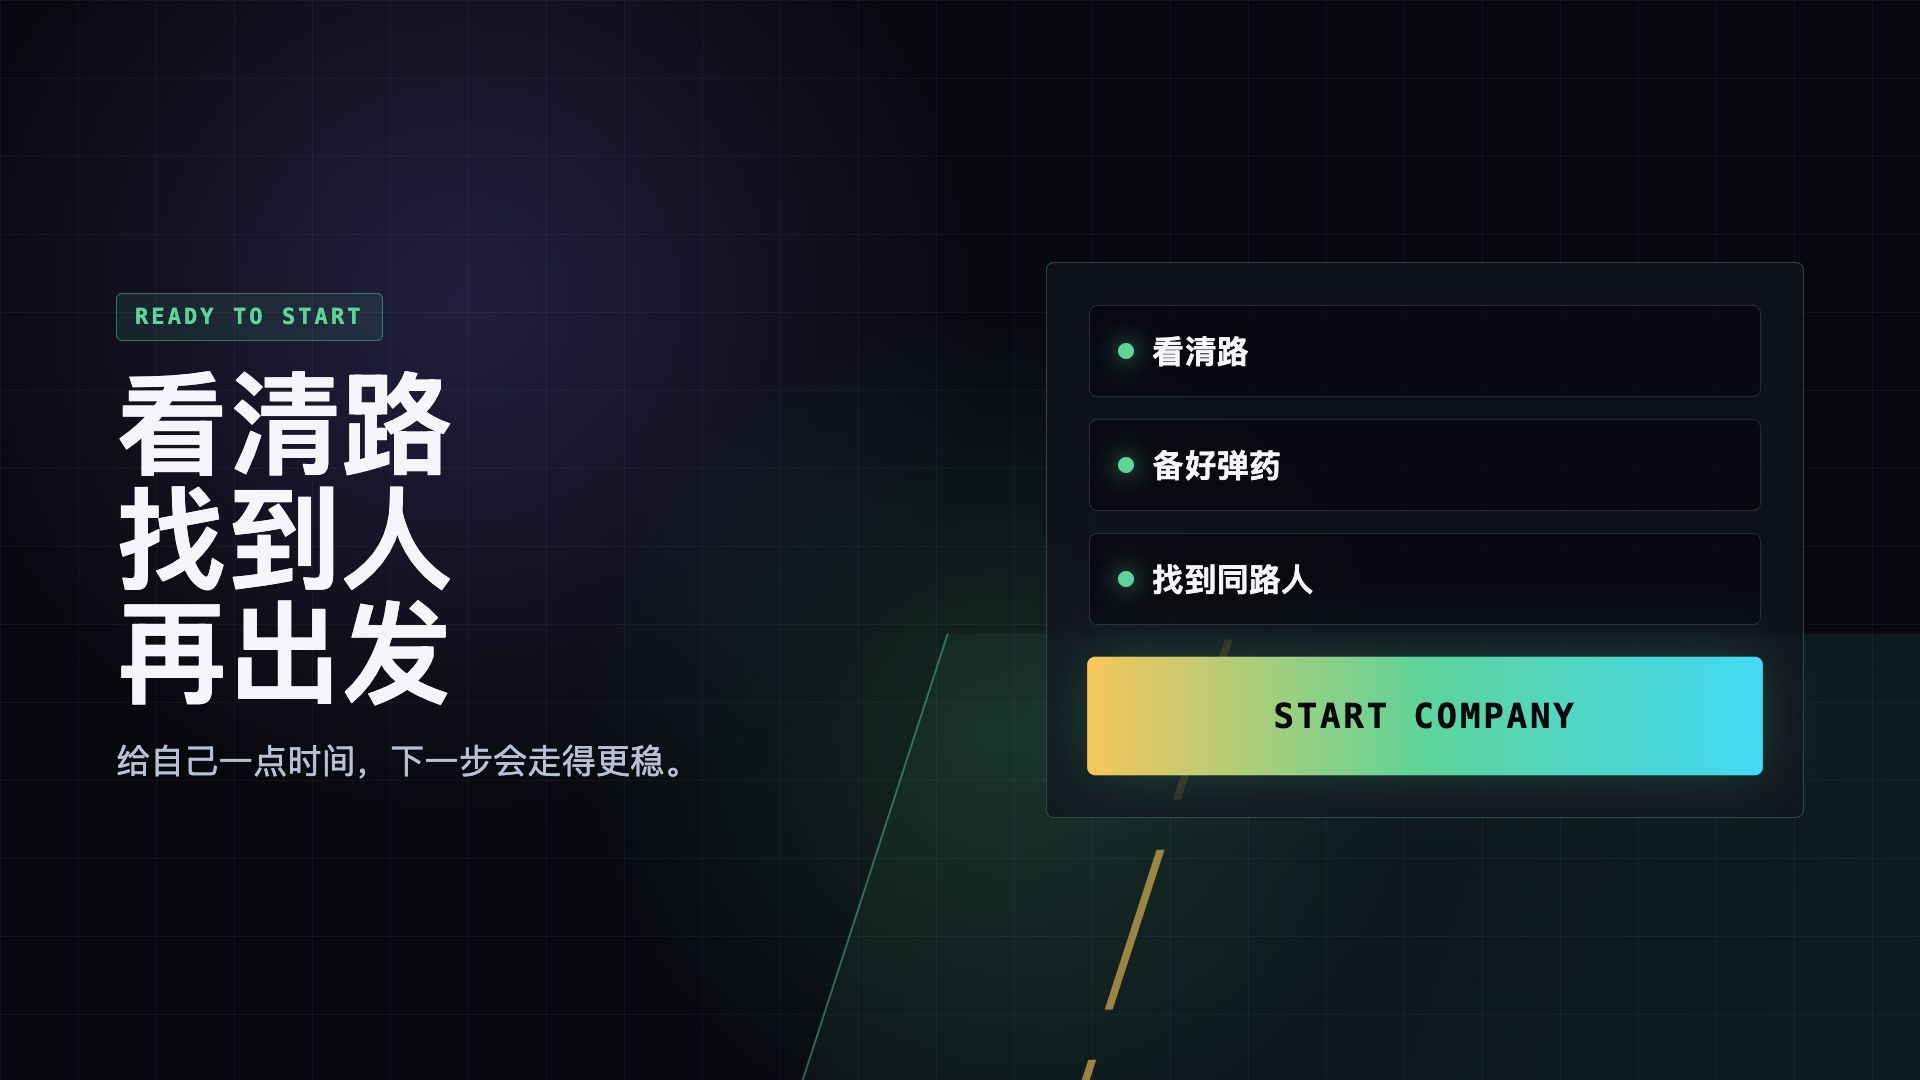 READY TO START
看清路
找到人
再出发
给自己一点时间，下一步会走得更稳。
看清路
备好弹药
找到同路人
START COMPANY